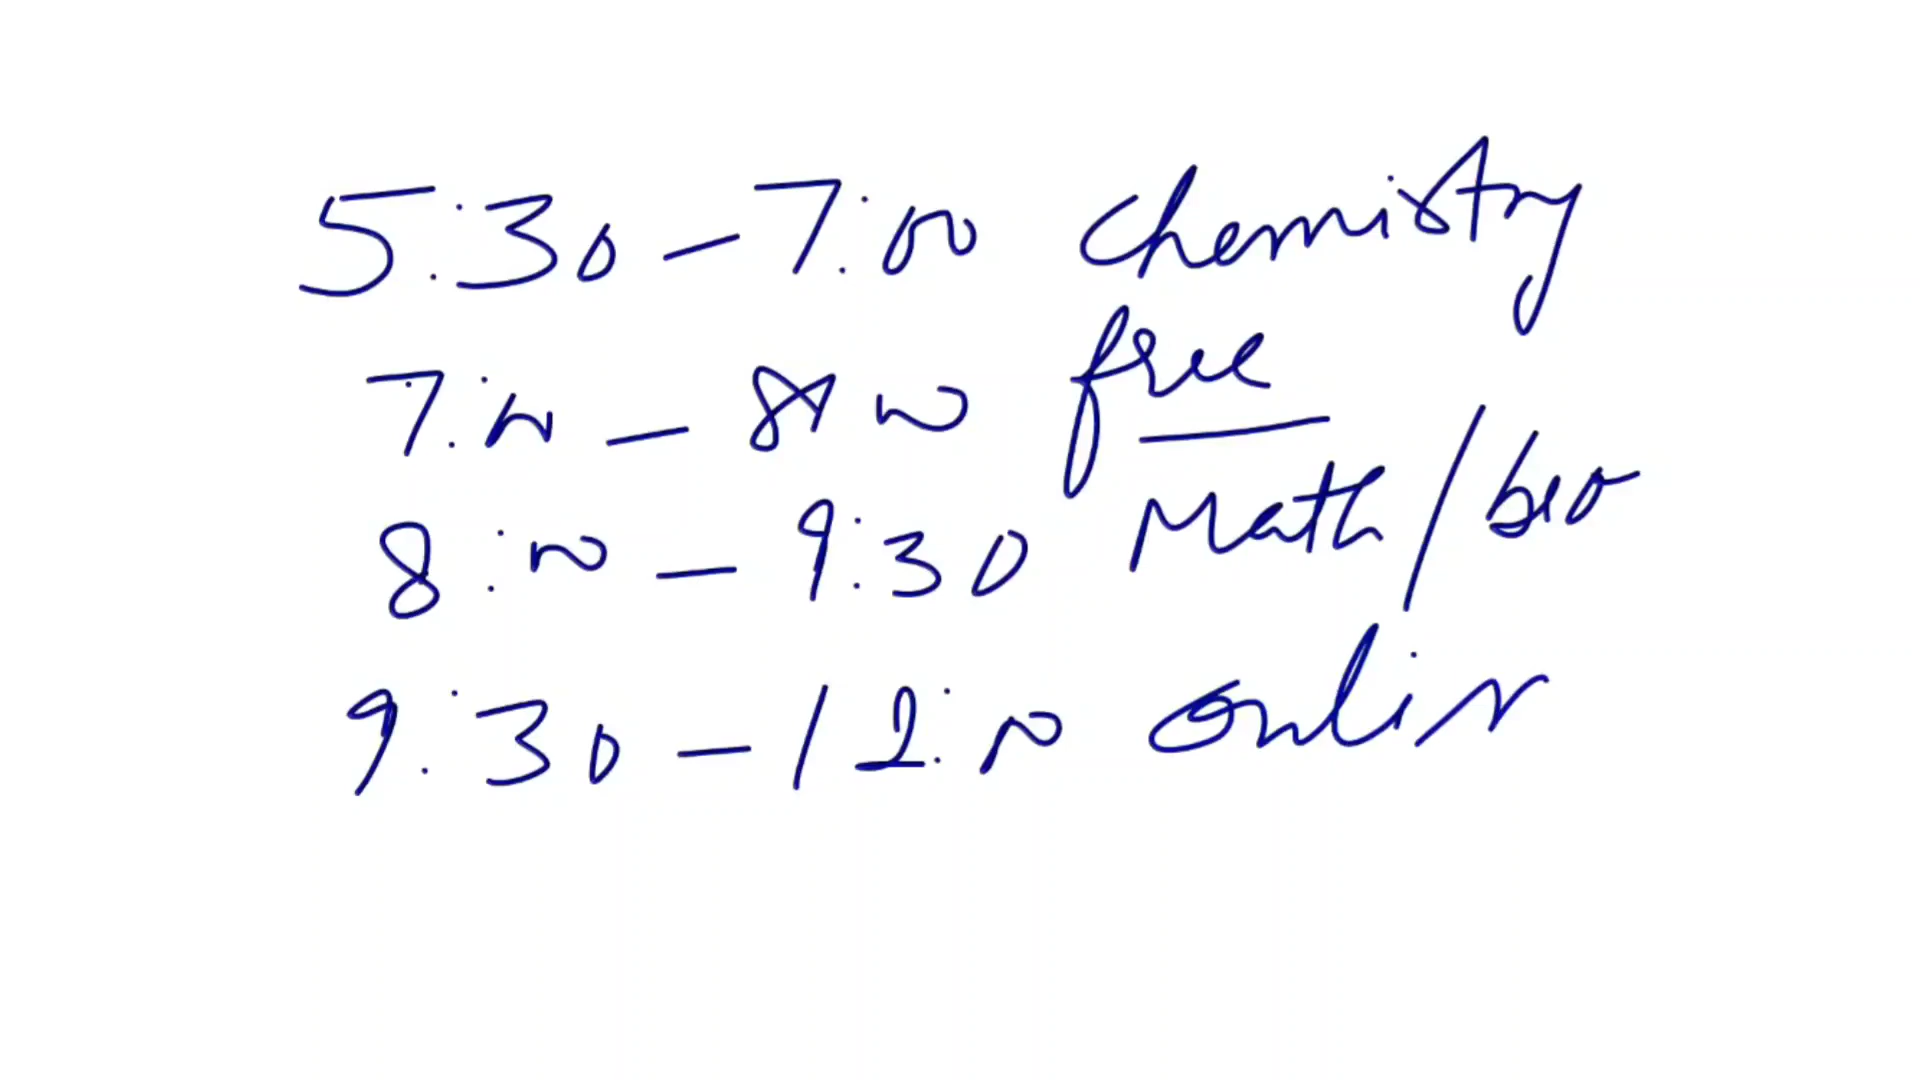 5:30 - 7:00 Chemistry
7:00 - 8:00 free
8:00 - 9:30 Math/bio
9:30 - 12:00 onlin